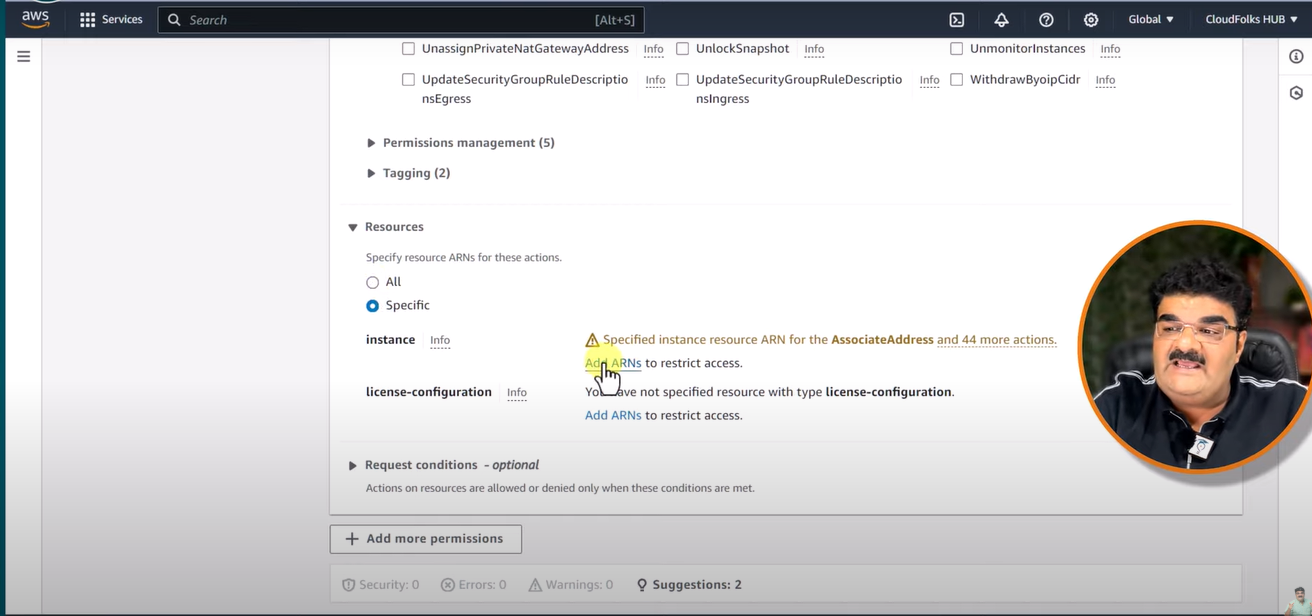 aws Services Search [Alt+S] Global ▼ CloudFolks HUB ▼
UnassignPrivateNatGatewayAddress Info UnlockSnapshot Info UnmonitorInstances Info
UpdateSecurityGroupRuleDescriptio Info UpdateSecurityGroupRuleDescriptio Info WithdrawByoipCidr Info
nsEgress nsIngress
Permissions management (5)
Tagging (2)
Resources
Specify resource ARNs for these actions.
All
Specific
instance Info Specified instance resource ARN for the AssociateAddress and 44 more actions.
Add ARNs to restrict access.
license-configuration Info You have not specified resource with type license-configuration.
Add ARNs to restrict access.
Request conditions - optional
Actions on resources are allowed or denied only when these conditions are met.
+ Add more permissions
Security: 0 Errors: 0 Warnings: 0 Suggestions: 2